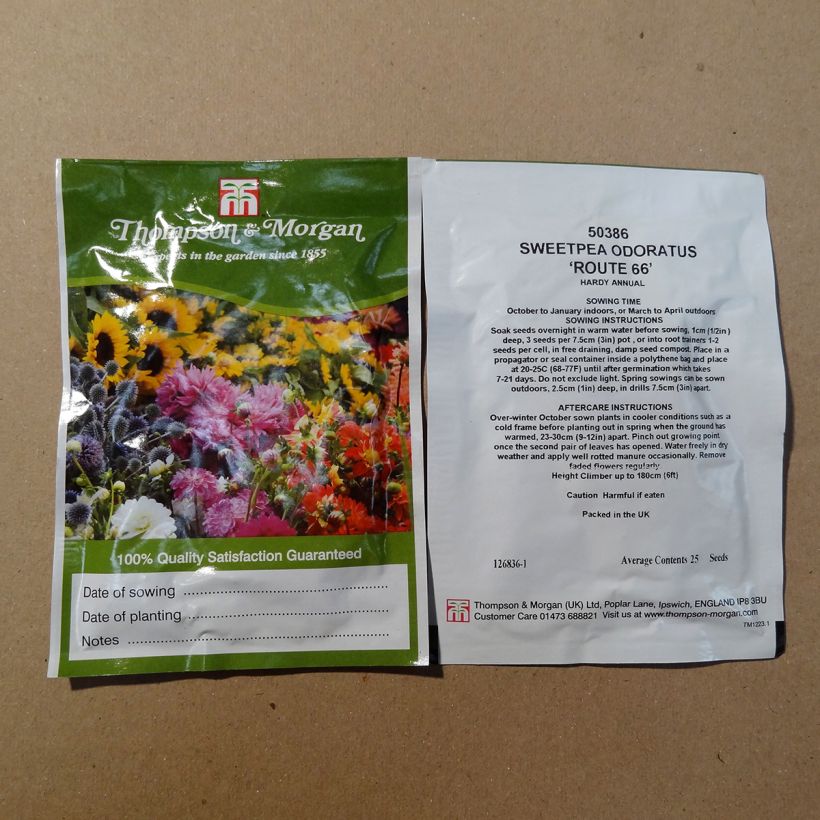 Thompson & Morgan
Experts in the garden since 1855
100% Quality Satisfaction Guaranteed
Date of sowing
Date of planting
Notes
50386
SWEETPEA ODORATUS
‘ROUTE 66’
HARDY ANNUAL
SOWING TIME
October to January indoors, or March to April outdoors
SOWING INSTRUCTIONS
Soak seeds overnight in warm water before sowing, 1cm (1/2in)
deep, 3 seeds per 7.5cm (3in) pot , or into root trainers 1-2
seeds per cell, in free draining, damp seed compost. Place in a
propagator or seal container inside a polythene bag and place
at 20-25C (68-77F) until after germination which takes
7-21 days. Do not exclude light. Spring sowings can be sown
outdoors, 2.5cm (1in) deep, in drills 7.5cm (3in) apart.
AFTERCARE INSTRUCTIONS
Over-winter October sown plants in cooler conditions such as a
cold frame before planting out in spring when the ground has
warmed, 23-30cm (9-12in) apart. Pinch out growing point
once the second pair of leaves has opened. Water freely in dry
weather and apply well rotted manure occasionally. Remove
faded flowers regularly
Height Climber up to 180cm (6ft)
Caution Harmful if eaten
Packed in the UK
126836-1 Average Contents 25 Seeds
Thompson & Morgan (UK) Ltd, Poplar Lane, Ipswich, ENGLAND IP8 3BU
Customer Care 01473 688821 Visit us at www.thompson-morgan.com
TM1223.1